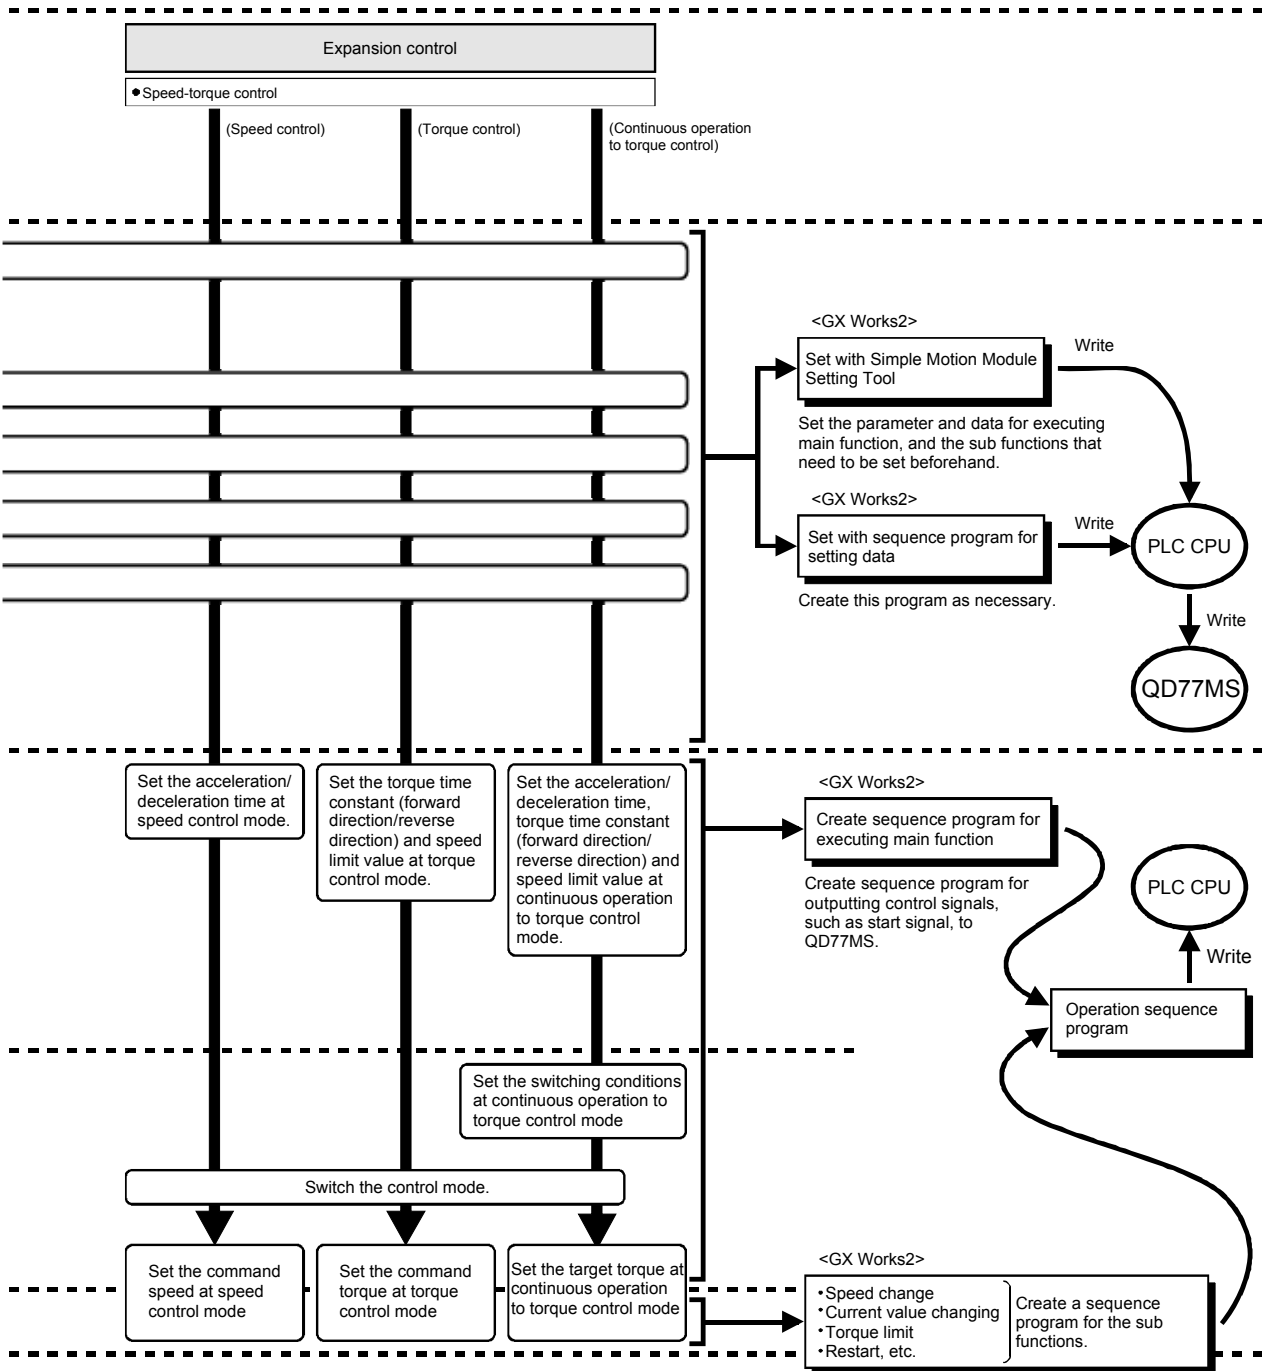 Expansion control
● Speed-torque control
(Speed control)
(Torque control)
(Continuous operation
to torque control)
<GX Works2>
Set with Simple Motion Module
Setting Tool
Write
Set the parameter and data for executing
main function, and the sub functions that
need to be set beforehand.
<GX Works2>
Set with sequence program for
setting data
Write
PLC CPU
Create this program as necessary.
Write
QD77MS
Set the acceleration/
deceleration time at
speed control mode.
Set the torque time
constant (forward
direction/reverse
direction) and speed
limit value at torque
control mode.
Set the acceleration/
deceleration time,
torque time constant
(forward direction/
reverse direction) and
speed limit value at
continuous operation
to torque control
mode.
<GX Works2>
Create sequence program for
executing main function
Create sequence program for
outputting control signals,
such as start signal, to
QD77MS.
PLC CPU
Write
Operation sequence
program
Set the switching conditions
at continuous operation to
torque control mode
Switch the control mode.
Set the command
speed at speed
control mode
Set the command
torque at torque
control mode
Set the target torque at
continuous operation
to torque control mode
<GX Works2>
•Speed change
•Current value changing
•Torque limit
•Restart, etc.
Create a sequence
program for the sub
functions.